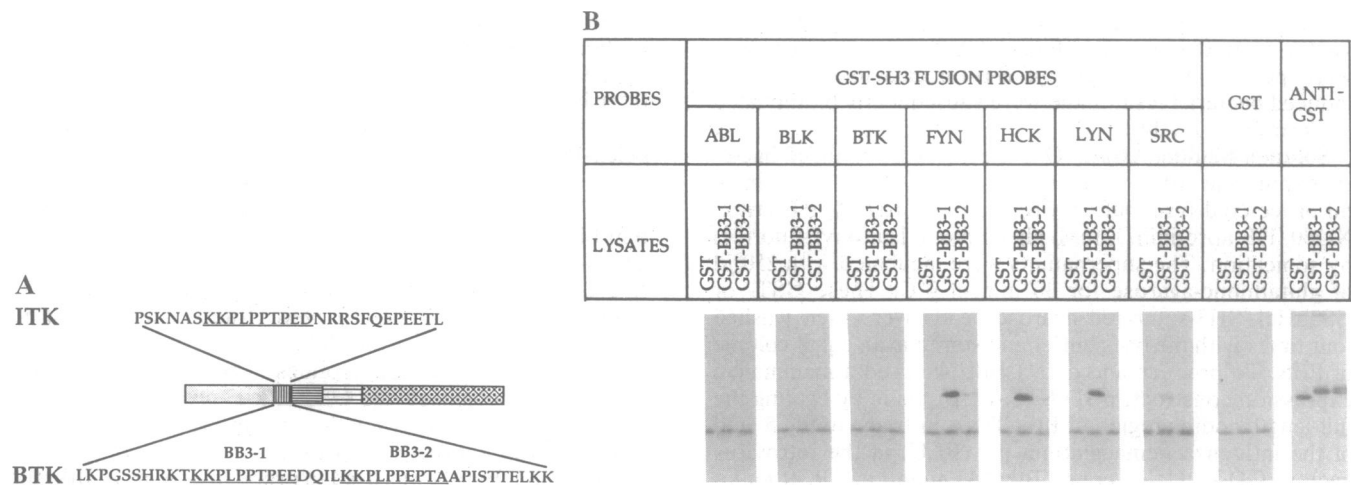 A
ITK PSKNASKKPLPPTPEDNRRSFQEPEETL
BB3-1 BB3-2
BTK LKPGSSHRKTKKPLPPTPEEDQILKKPLPPEPTAAPISTTELKK
B
PROBES
GST-SH3 FUSION PROBES
GST
ANTI-
GST
ABL BLK BTK FYN HCK LYN SRC
LYSATES
GST
GST-BB3-1
GST-BB3-2
GST
GST-BB3-1
GST-BB3-2
GST
GST-BB3-1
GST-BB3-2
GST
GST-BB3-1
GST-BB3-2
GST
GST-BB3-1
GST-BB3-2
GST
GST-BB3-1
GST-BB3-2
GST
GST-BB3-1
GST-BB3-2
GST
GST-BB3-1
GST-BB3-2
GST
GST-BB3-1
GST-BB3-2